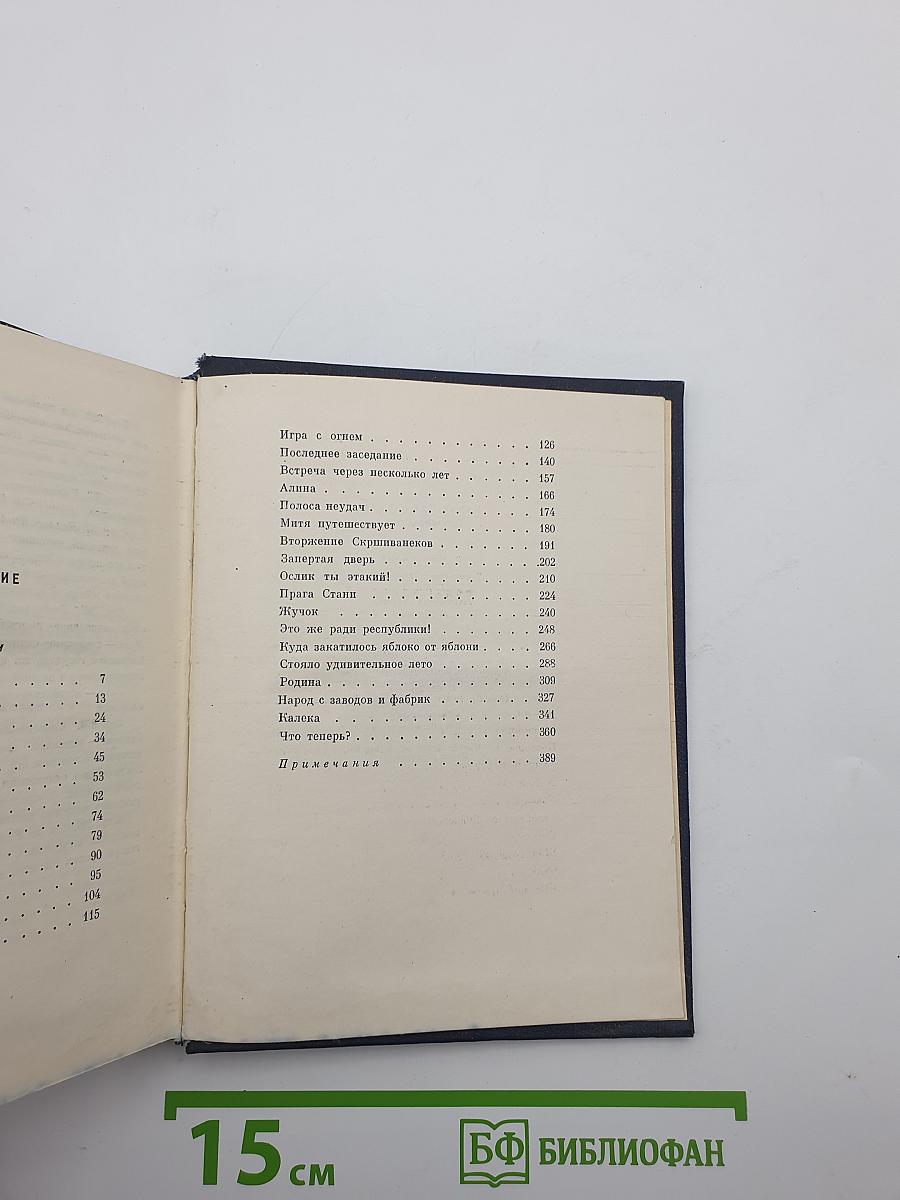 ИЕ
И
. . . . . 7
. . . . . 13
. . . . . 24
. . . . . 34
. . . . . 45
. . . . . 53
. . . . . 62
. . . . . 74
. . . . . 79
. . . . . 90
. . . . . 95
. . . . . 104
. . . . . 115
Игра с огнем . . . . . . . . . . . . 126
Последнее заседание . . . . . . . . . 140
Встреча через несколько лет . . . . . . 157
Алина . . . . . . . . . . . . . . . 166
Полоса неудач . . . . . . . . . . . . 174
Митя путешествует . . . . . . . . . . 180
Вторжение Скршиванеков . . . . . . . 191
Запертая дверь . . . . . . . . . . . 202
Ослик ты этакий! . . . . . . . . . . 210
Прага Стани . . . . . . . . . . . . 224
Жучок . . . . . . . . . . . . . . 240
Это же ради республики! . . . . . . . 248
Куда закатилось яблоко от яблони . . . . 266
Стояло удивительное лето . . . . . . . 288
Родина . . . . . . . . . . . . . . . 309
Народ с заводов и фабрик . . . . . . . 327
Калека . . . . . . . . . . . . . . 341
Что теперь? . . . . . . . . . . . . . 360
Примечания . . . . . . . . . . 389
15 см
БФ БИБЛИОФАН